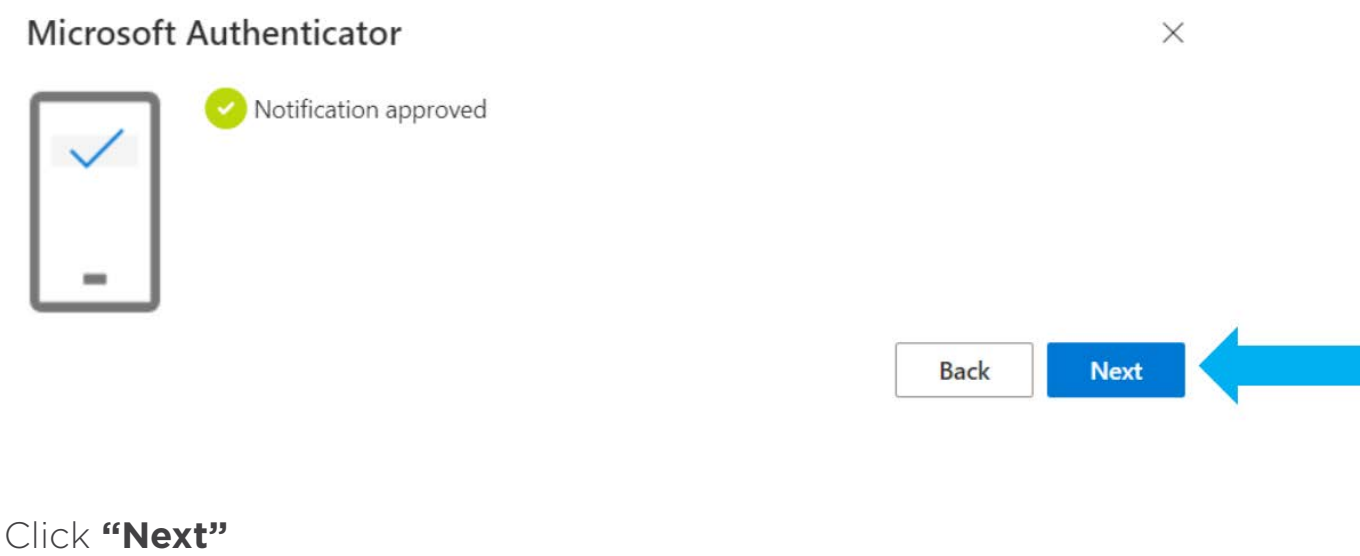 Microsoft Authenticator
Notification approved
Back
Next
Click “Next”